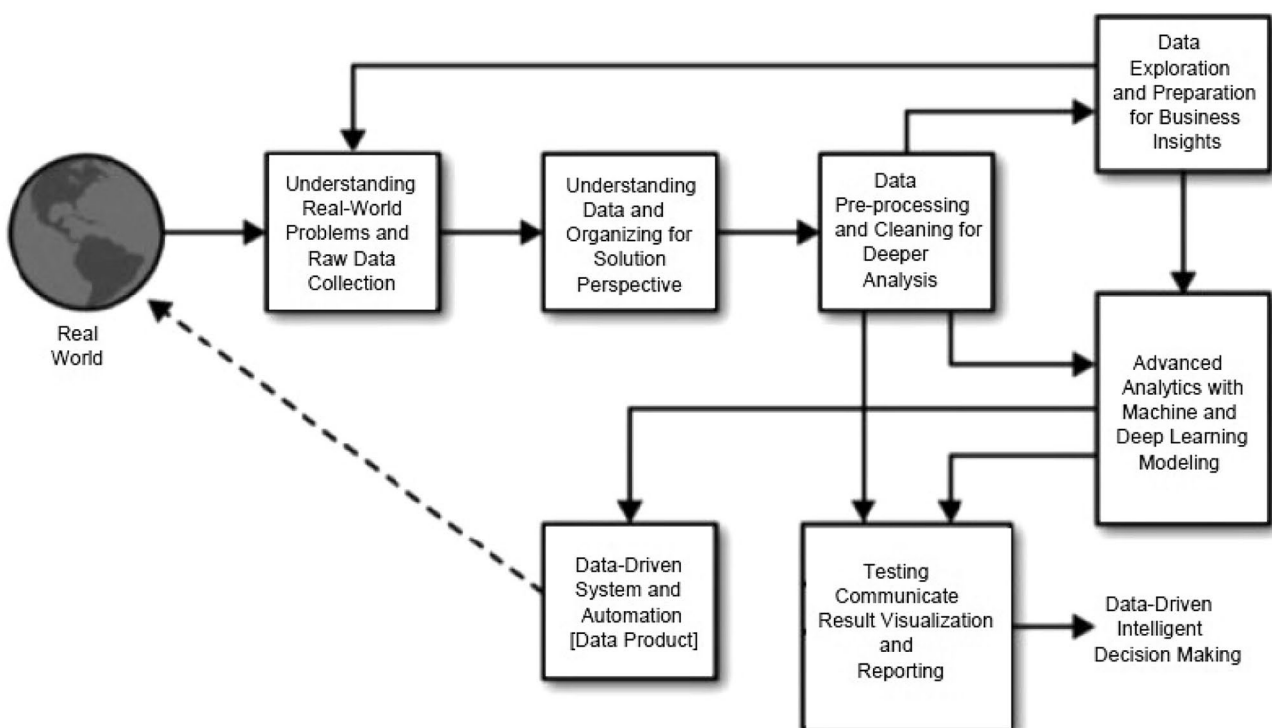 Real
World
Understanding
Real-World
Problems and
Raw Data
Collection
Understanding
Data and
Organizing for
Solution
Perspective
Data
Pre-processing
and Cleaning for
Deeper
Analysis
Data
Exploration
and Preparation
for Business
Insights
Advanced
Analytics with
Machine and
Deep Learning
Modeling
Data-Driven
System and
Automation
[Data Product]
Testing
Communicate
Result Visualization
and
Reporting
Data-Driven
Intelligent
Decision Making